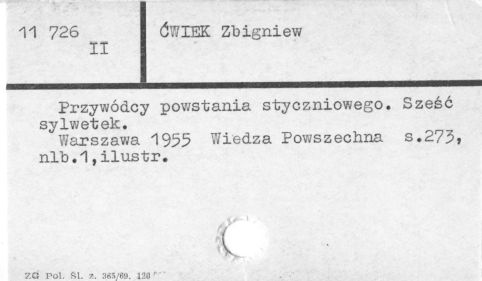 11 726
II
ĆWIEK Zbigniew
Przywódcy powstania styczniowego. Sześć
sylwetek.
Warszawa 1955 Wiedza Powszechna s.273,
nlb.1,ilustr.
ZG Pol. Śl. z. 365/69. 120